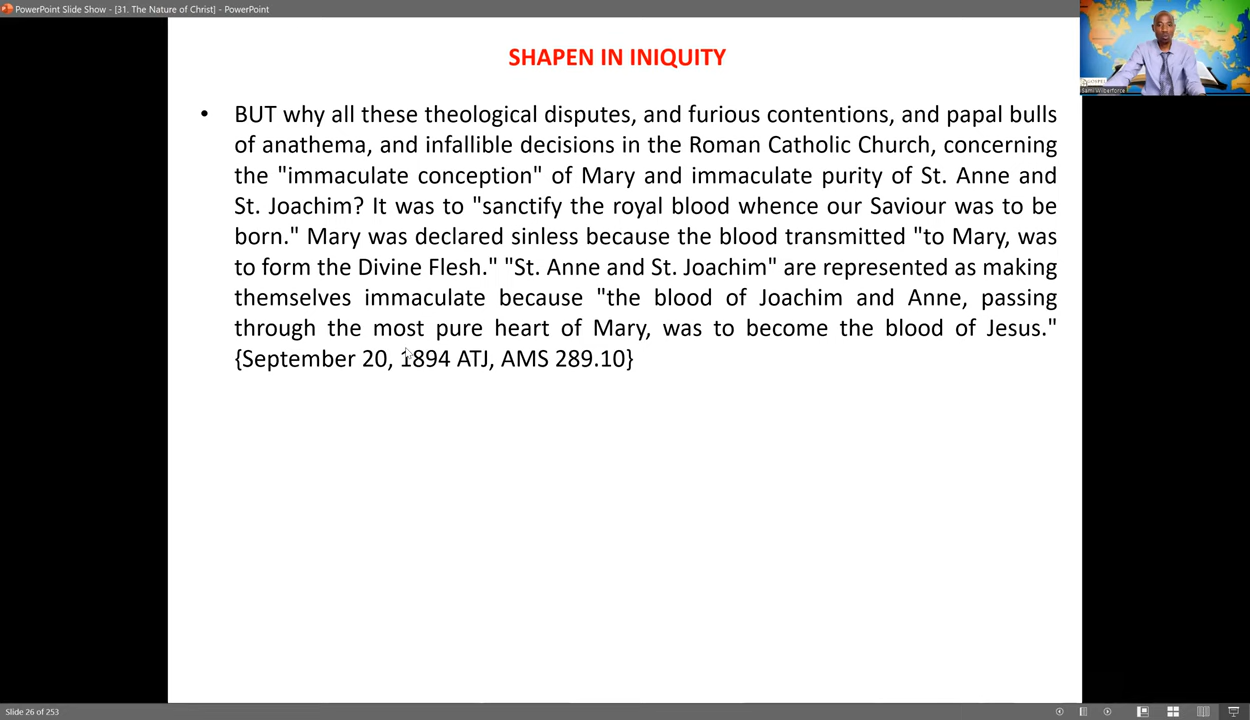 PowerPoint Slide Show - [31. The Nature of Christ] - PowerPoint
SHAPEN IN INIQUITY
• BUT why all these theological disputes, and furious contentions, and papal bulls
of anathema, and infallible decisions in the Roman Catholic Church, concerning
the "immaculate conception" of Mary and immaculate purity of St. Anne and
St. Joachim? It was to "sanctify the royal blood whence our Saviour was to be
born." Mary was declared sinless because the blood transmitted "to Mary, was
to form the Divine Flesh." "St. Anne and St. Joachim" are represented as making
themselves immaculate because "the blood of Joachim and Anne, passing
through the most pure heart of Mary, was to become the blood of Jesus."
{September 20, 1894 ATJ, AMS 289.10}
Sami Wilberforce
Slide 26 of 253